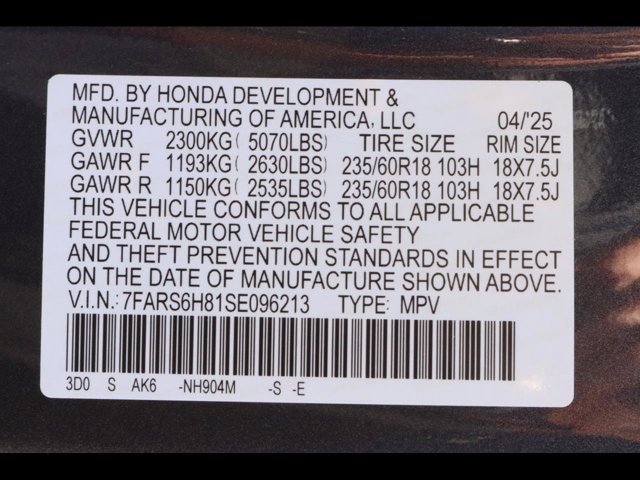 MFD. BY HONDA DEVELOPMENT &
MANUFACTURING OF AMERICA, LLC 04/'25
GVWR 2300KG( 5070LBS) TIRE SIZE RIM SIZE
GAWR F 1193KG( 2630LBS) 235/60R18 103H 18X7.5J
GAWR R 1150KG( 2535LBS) 235/60R18 103H 18X7.5J
THIS VEHICLE CONFORMS TO ALL APPLICABLE
FEDERAL MOTOR VEHICLE SAFETY
AND THEFT PREVENTION STANDARDS IN EFFECT
ON THE DATE OF MANUFACTURE SHOWN ABOVE.
V.I.N.: 7FARS6H81SE096213 TYPE: MPV
3D0 S AK6 -NH904M -S -E